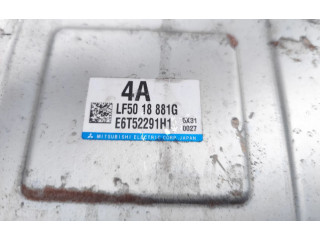 4A
LF50 18 881G
E6T52291H1
5X31
0027
MITSUBISHI ELECTRIC CORP. JAPAN